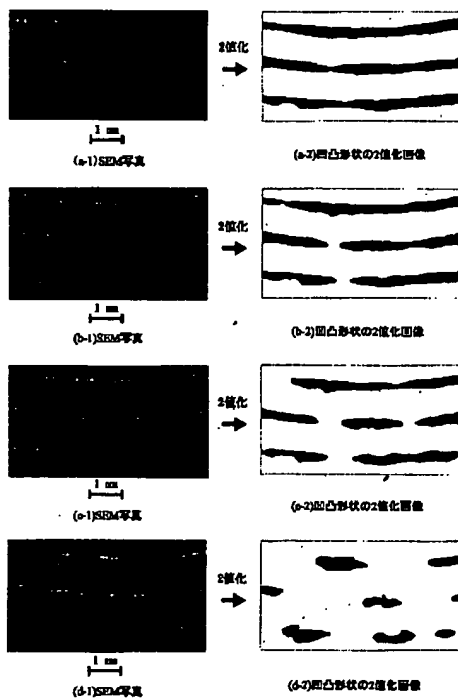 2値化
1 mm
(a-1)SEM写真
(a-2)凹凸形状の2値化画像
2値化
1 mm
(b-1)SEM写真
(b-2)凹凸形状の2値化画像
2値化
1 mm
(c-1)SEM写真
(c-2)凹凸形状の2値化画像
2値化
1 mm
(d-1)SEM写真
(d-2)凹凸形状の2値化画像